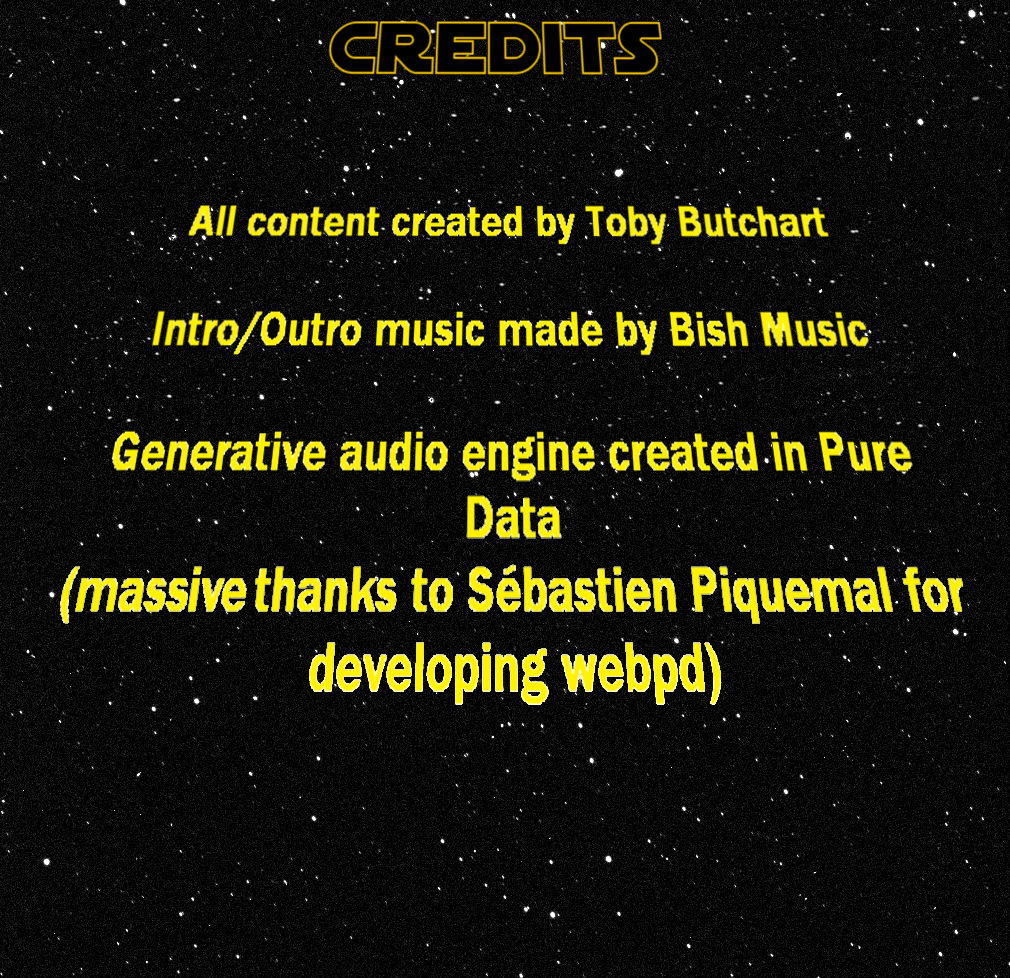 CREDITS
All content created by Toby Butchart
Intro/Outro music made by Bish Music
Generative audio engine created in Pure
Data
(massive thanks to Sébastien Piquemal for
developing webpd)